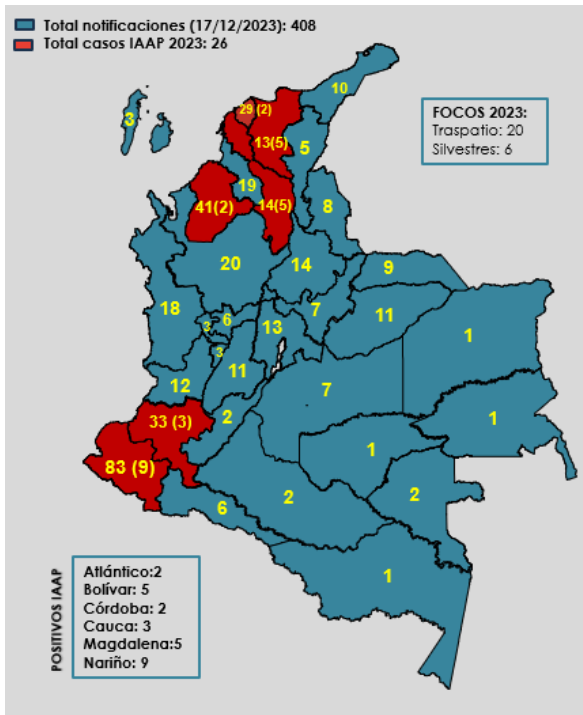 Total notificaciones (17/12/2023): 408
Total casos IAAP 2023: 26
10
3
29 (2)
FOCOS 2023:
Traspatio: 20
Silvestres: 6
13(5)
5
19
41(2)
14(5)
8
20
14
9
18
7
11
6
3
13
1
3
11
12
7
2
33 (3)
1
1
83 (9)
2
2
6
1
POSITIVOS IAAP
Atlántico:2
Bolívar: 5
Córdoba: 2
Cauca: 3
Magdalena:5
Nariño: 9